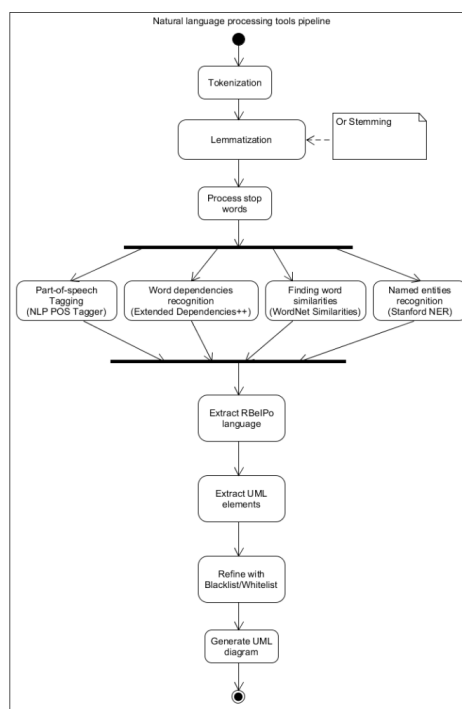 Natural language processing tools pipeline
Tokenization
Lemmatization
Or Stemming
Process stop
words
Part-of-speech
Tagging
(NLP POS Tagger)
Word dependencies
recognition
(Extended Dependencies++)
Finding word
similarities
(WordNet Similarities)
Named entities
recognition
(Stanford NER)
Extract RBelPo
language
Extract UML
elements
Refine with
Blacklist/Whitelist
Generate UML
diagram